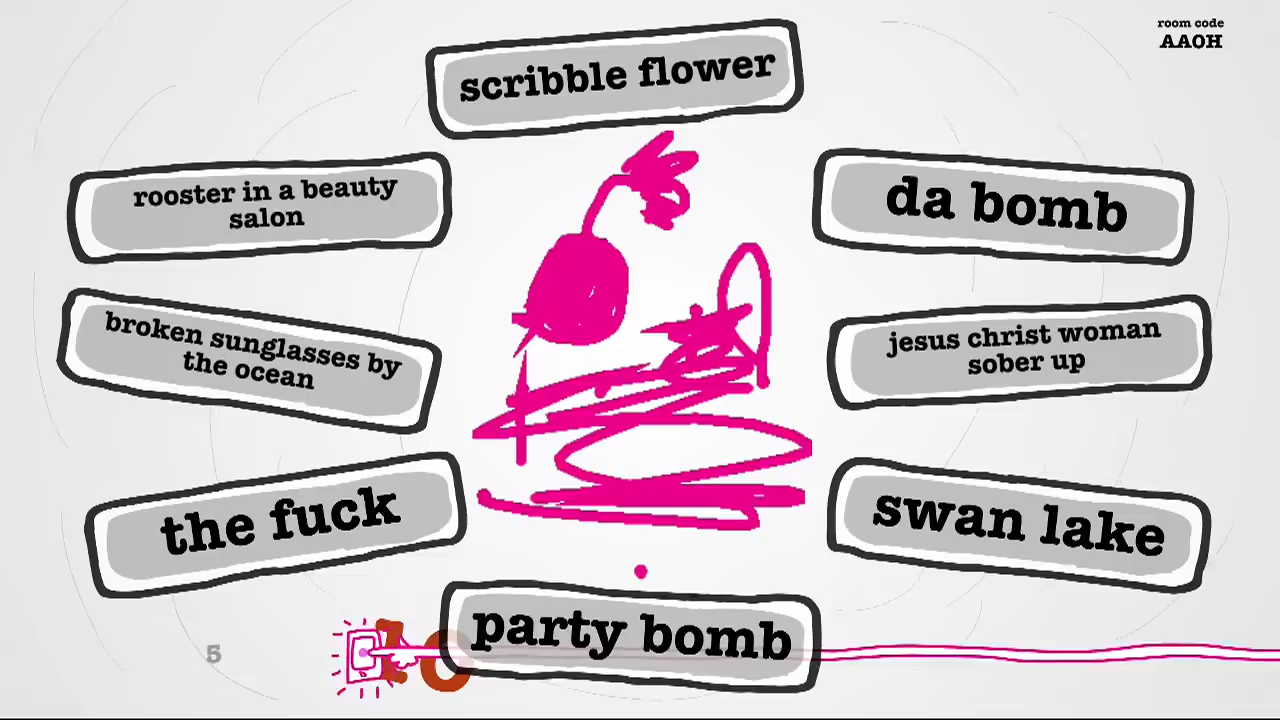 room code
AAOH
scribble flower
rooster in a beauty
salon
da bomb
broken sunglasses by
the ocean
jesus christ woman
sober up
the fuck
swan lake
party bomb
5
10